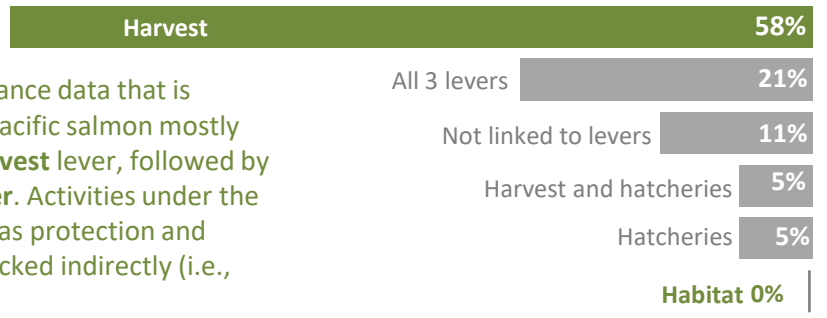 Harvest 58%
All 3 levers 21%
ance data that is
acific salmon mostly
Not linked to levers 11%
vest lever, followed by
Harvest and hatcheries 5%
er. Activities under the
as protection and
Hatcheries 5%
cked indirectly (i.e.,
Habitat 0%